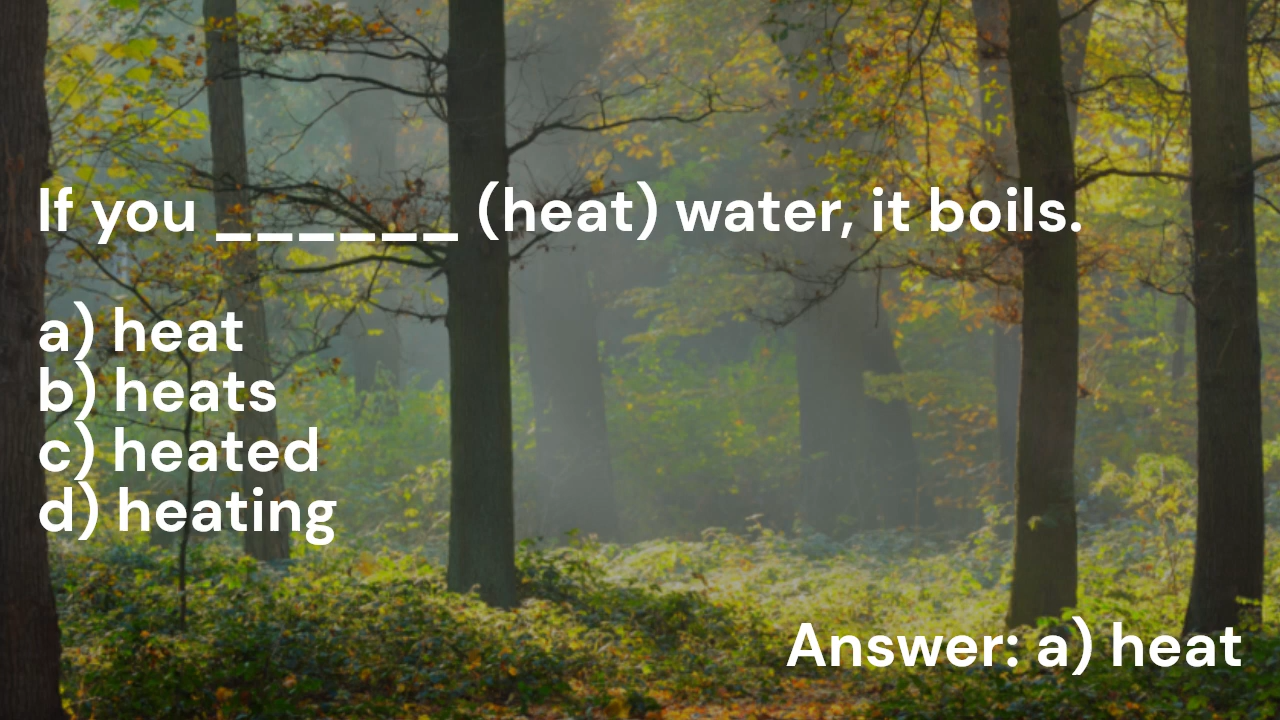 If you ______ (heat) water, it boils.
a) heat
b) heats
c) heated
d) heating
Answer: a) heat